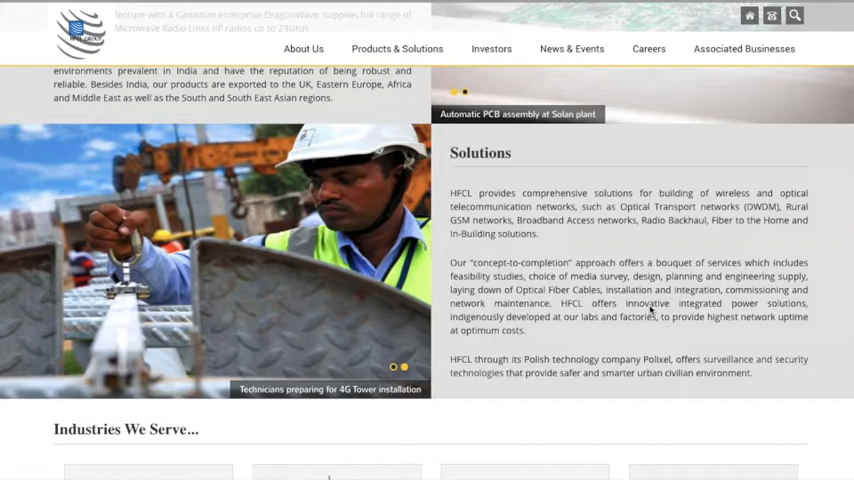 Venture with a Canadian enterprise DragonWave, supplies full range of
Microwave Radio Links IIP radios up to 23Ghz.
HFCL GROUP
About Us
Products & Solutions
Investors
News & Events
Careers
Associated Businesses
environments prevalent in India and have the reputation of being robust and
reliable. Besides India, our products are exported to the UK, Eastern Europe, Africa
and Middle East as well as the South and South East Asian regions.
Automatic PCB assembly at Solan plant
Technicians preparing for 4G Tower installation
Solutions
HFCL provides comprehensive solutions for building of wireless and optical
telecommunication networks, such as Optical Transport networks (DWDM), Rural
GSM networks, Broadband Access networks, Radio Backhaul, Fiber to the Home and
In-Building solutions.
Our "concept-to-completion" approach offers a bouquet of services which includes
feasibility studies, choice of media survey, design, planning and engineering supply,
laying down of Optical Fiber Cables, installation and integration, commissioning and
network maintenance. HFCL offers innovative integrated power solutions,
indigenously developed at our labs and factories, to provide highest network uptime
at optimum costs.
HFCL through its Polish technology company Polixel, offers surveillance and security
technologies that provide safer and smarter urban civilian environment.
Industries We Serve...